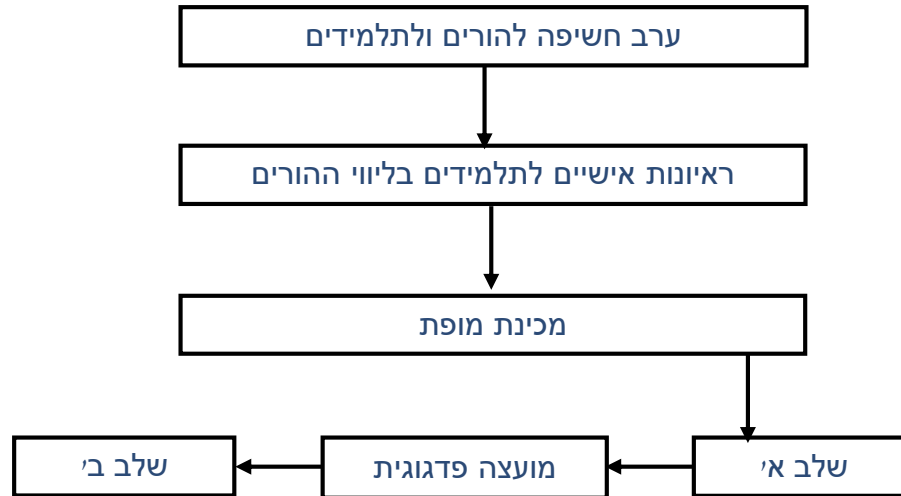 ערב חשיפה להורים ולתלמידים
ראיונות אישיים לתלמידים בליווי ההורים
מכינת מופת
שלב א׳
מועצה פדגוגית
שלב ב׳